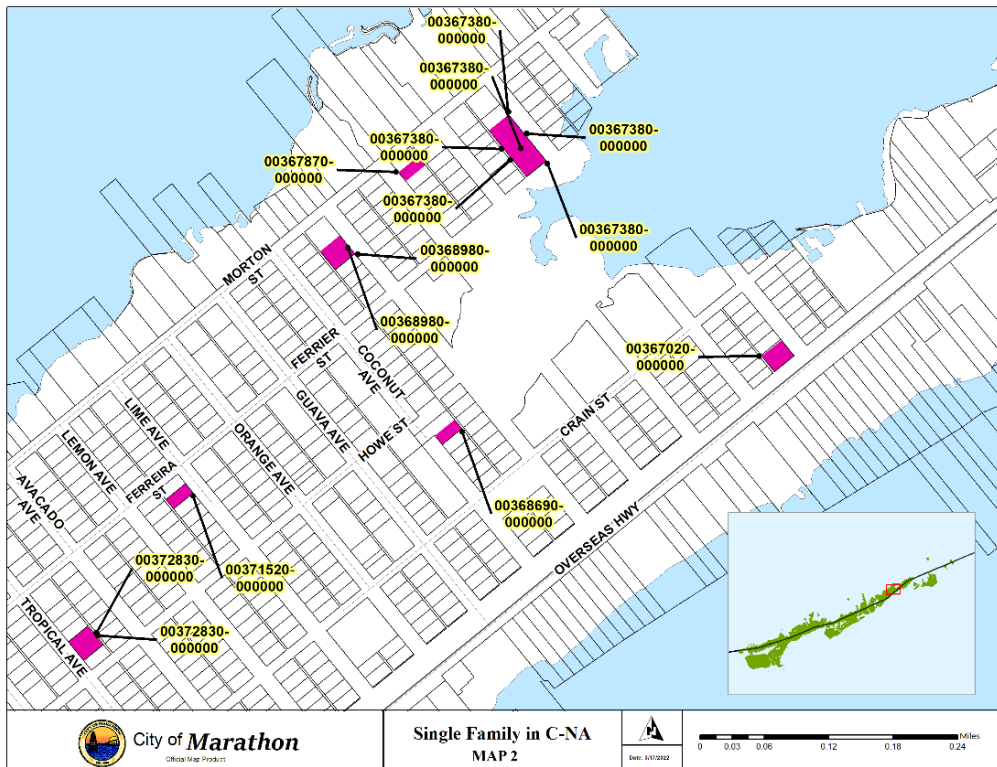 00367380-
000000
00367380-
000000
00367380-
000000
00367380-
000000
00367870-
000000
00367380-
000000
00367380-
000000
00368980-
000000
00368980-
000000
00367020-
000000
00368690-
000000
00371520-
000000
00372830-
000000
00372830-
000000
MORTON
ST
FERRIER
ST
COCONUT
AVE
GUAVA AVE
HOWE ST
CRAIN ST
LIME AVE
ORANGE AVE
LEMON AVE
FERREIRA
ST
AVACADO
AVE
OVERSEAS HWY
TROPICAL AVE
City of Marathon
Official Map Product
Single Family in C-NA
MAP 2
Date: 3/17/2022
Miles
0 0.03 0.06 0.12 0.18 0.24